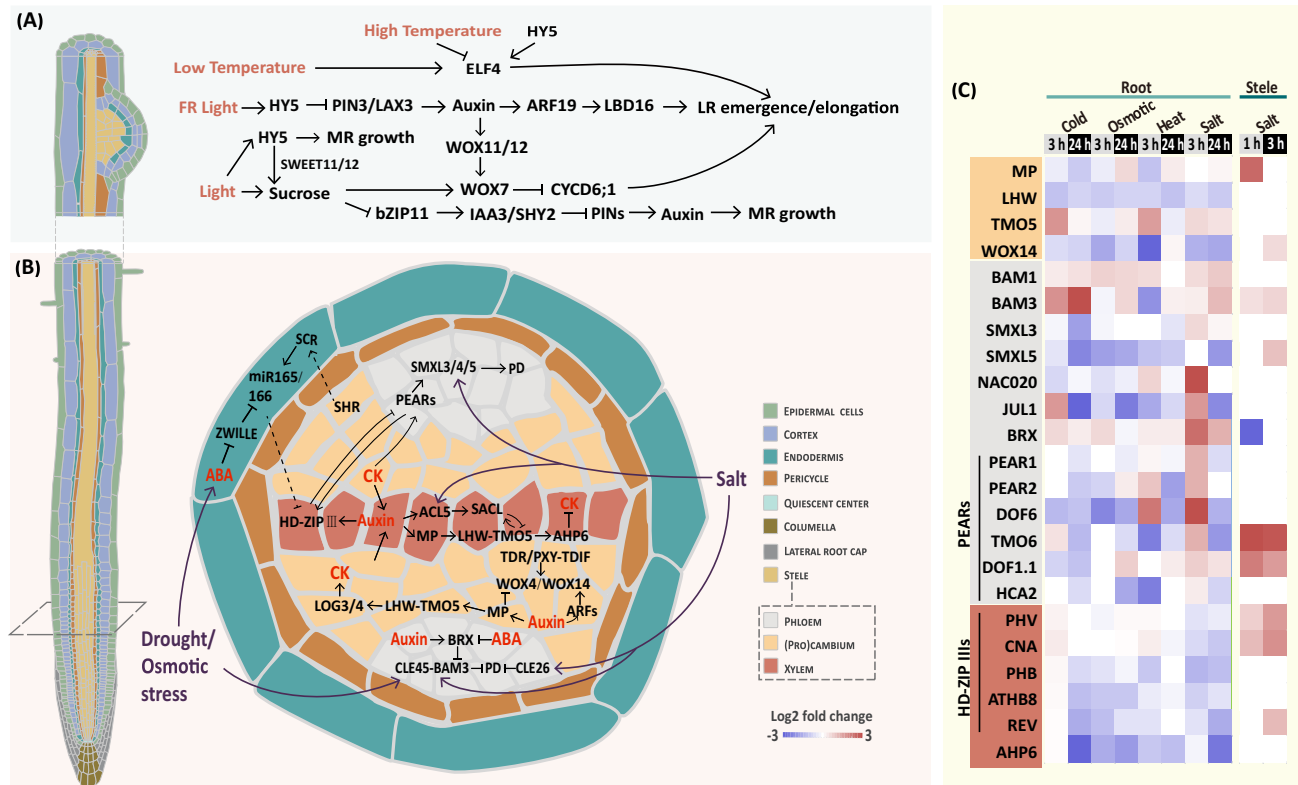 (A)
High Temperature
HY5
Low Temperature
ELF4
FR Light
HY5
PIN3/LAX3
Auxin
ARF19
LBD16
LR emergence/elongation
HY5
MR growth
WOX11/12
SWEET11/12
Light
Sucrose
WOX7
CYCD6;1
bZIP11
IAA3/SHY2
PINs
Auxin
MR growth
(B)
SCR
miR165/
166
ZWILLE
ABA
SHR
SMXL3/4/5
PD
PEARs
CK
HD-ZIP III
Auxin
ACL5
SACL
CK
MP
LHW-TMO5
AHP6
TDR/PXY-TDIF
CK
WOX4/WOX14
LOG3/4
LHW-TMO5
MP
ARFs
Auxin
Auxin
BRX
ABA
CLE45-BAM3
PD
CLE26
Salt
Drought/
Osmotic
stress
Epidermal cells
Cortex
Endodermis
Pericycle
Quiescent center
Columella
Lateral root cap
Stele
Phloem
(Pro)cambium
Xylem
Log2 fold change
-3
3
(C)
Root
Stele
Cold
Osmotic
Heat
Salt
Salt
3 h 24 h 3 h 24 h 3 h 24 h 3 h 24 h 1 h 3 h
MP
LHW
TMO5
WOX14
BAM1
BAM3
SMXL3
SMXL5
NAC020
JUL1
BRX
PEARs
PEAR1
PEAR2
DOF6
TMO6
DOF1.1
HCA2
HD-ZIP IIIs
PHV
CNA
PHB
ATHB8
REV
AHP6